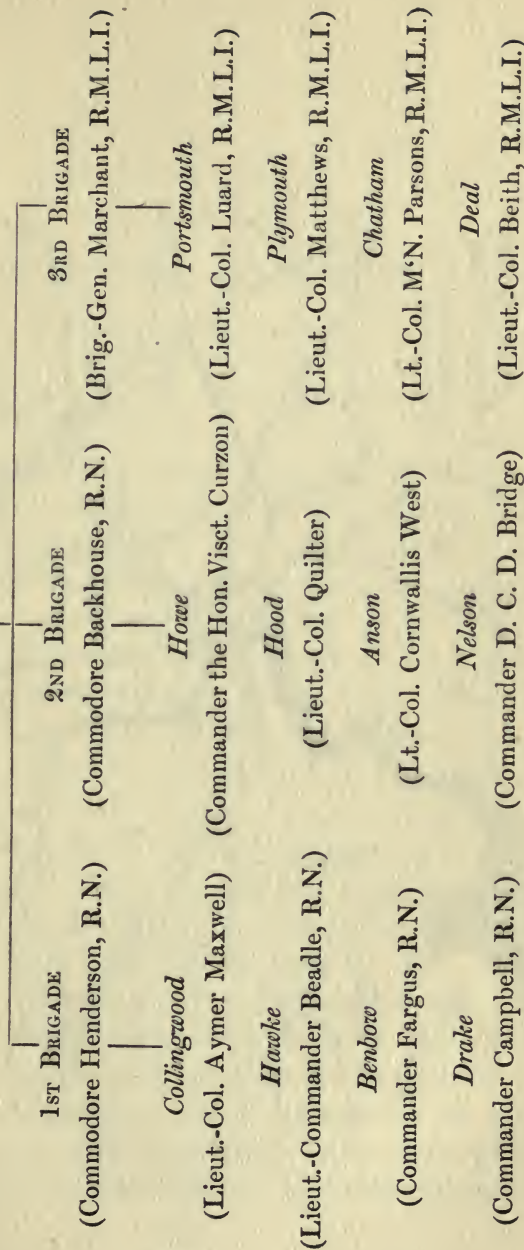 1ST BRIGADE
(Commodore Henderson, R.N.)
Collingwood
(Lieut.-Col. Aymer Maxwell)
Hawke
(Lieut.-Commander Beadle, R.N.)
Benbow
(Commander Fargus, R.N.)
Drake
(Commander Campbell, R.N.)
2ND BRIGADE
(Commodore Backhouse, R.N.)
Howe
(Commander the Hon. Visct. Curzon)
Hood
(Lieut.-Col. Quilter)
Anson
(Lt.-Col. Cornwallis West)
Nelson
(Commander D. C. D. Bridge)
3RD BRIGADE
(Brig.-Gen. Marchant, R.M.L.I.)
Portsmouth
(Lieut.-Col. Luard, R.M.L.I.)
Plymouth
(Lieut.-Col. Matthews, R.M.L.I.)
Chatham
(Lt.-Col. M‘N. Parsons, R.M.L.I.)
Deal
(Lieut.-Col. Beith, R.M.L.I.)